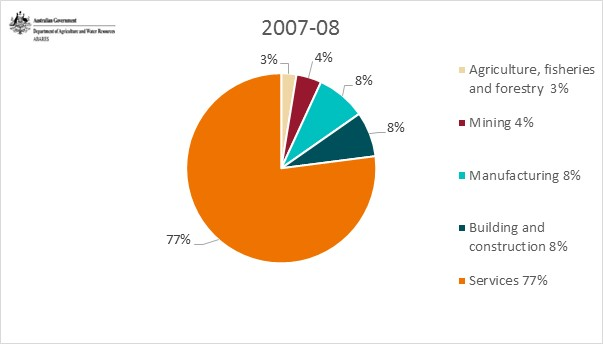 Australian Government
Department of Agriculture and Water Resources
ABARES
2007-08
3%
4%
8%
8%
77%
Agriculture, fisheries
and forestry 3%
Mining 4%
Manufacturing 8%
Building and
construction 8%
Services 77%